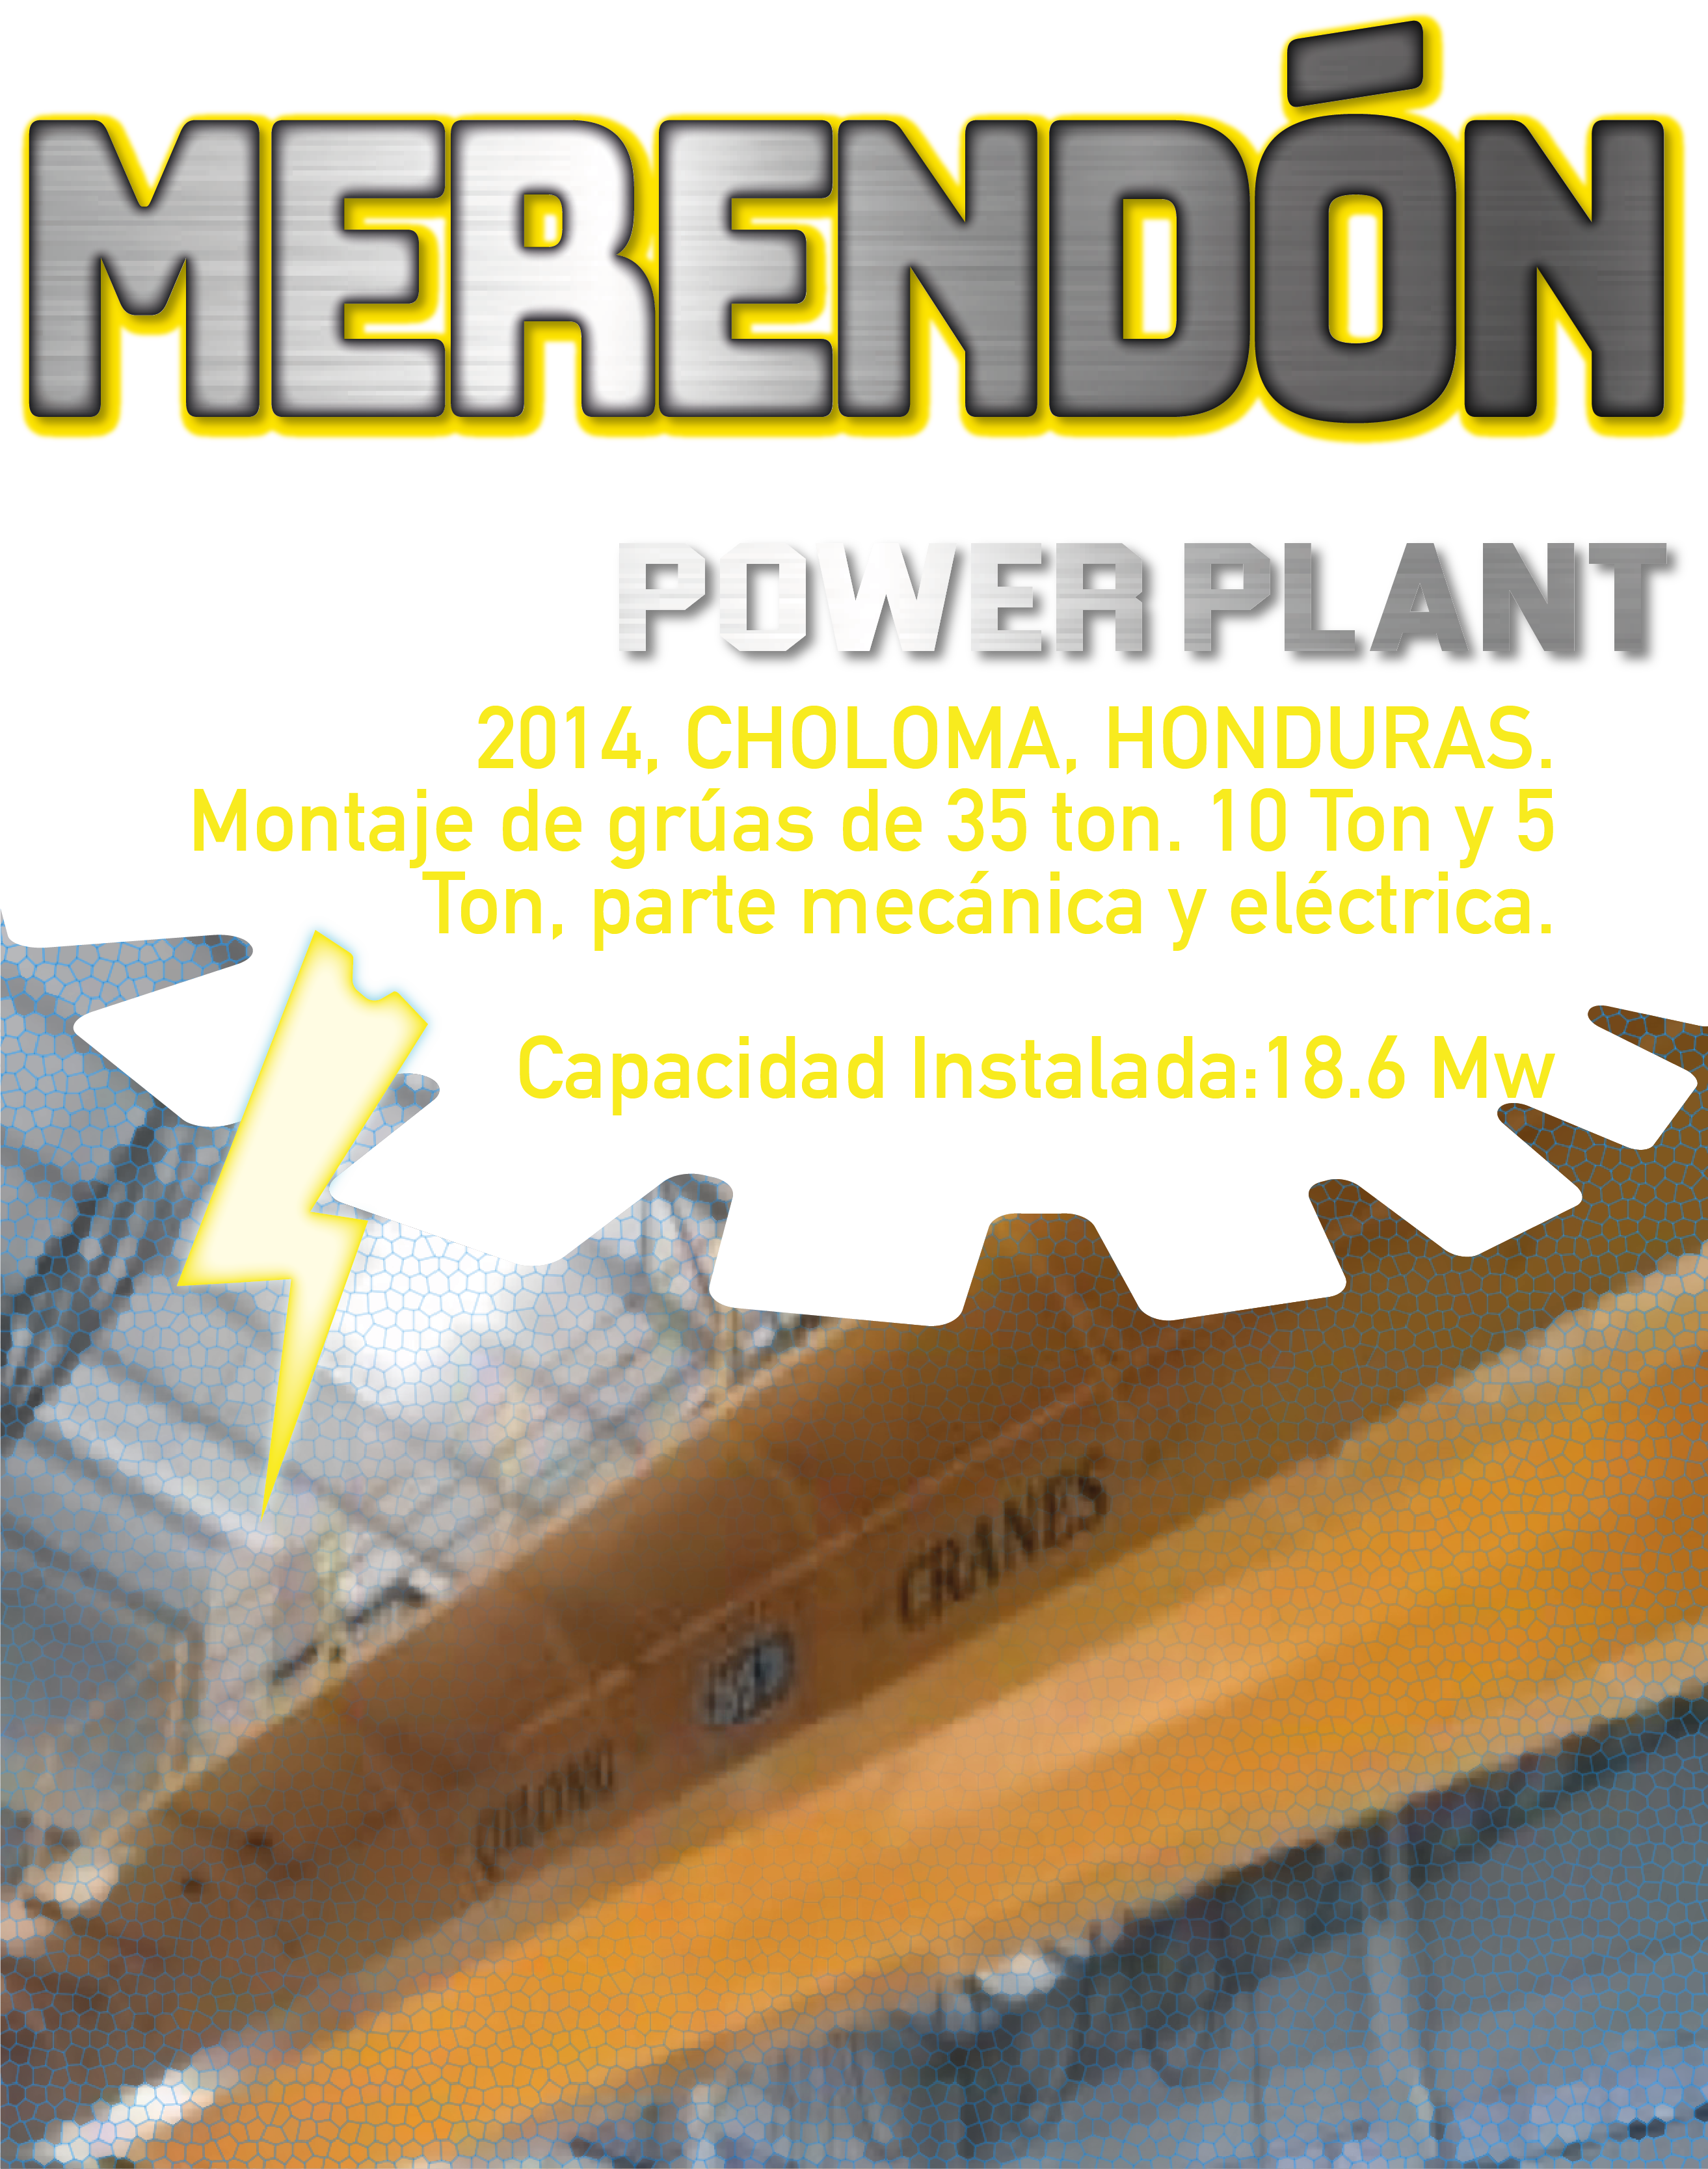 MERENDÓN
POWER PLANT
2014, CHOLOMA, HONDURAS.
Montaje de grúas de 35 ton. 10 Ton y 5
Ton, parte mecánica y eléctrica.
Capacidad Instalada:18.6 Mw
CRANES